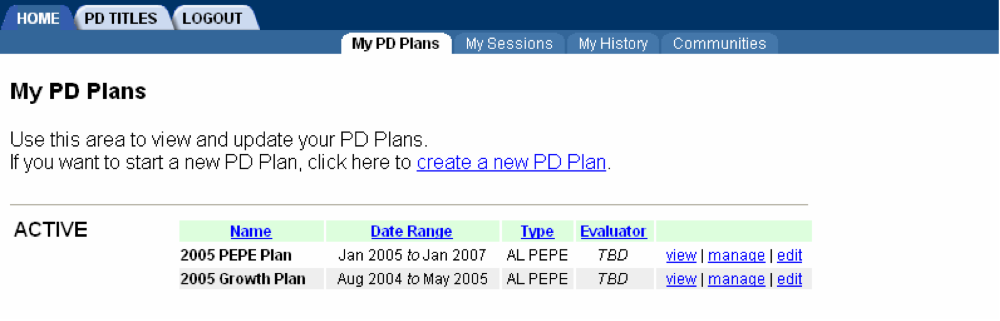 HOME PD TITLES LOGOUT
My PD Plans My Sessions My History Communities
My PD Plans
Use this area to view and update your PD Plans.
If you want to start a new PD Plan, click here to create a new PD Plan.
ACTIVE
Name Date Range Type Evaluator
2005 PEPE Plan Jan 2005 to Jan 2007 AL PEPE TBD view | manage | edit
2005 Growth Plan Aug 2004 to May 2005 AL PEPE TBD view | manage | edit